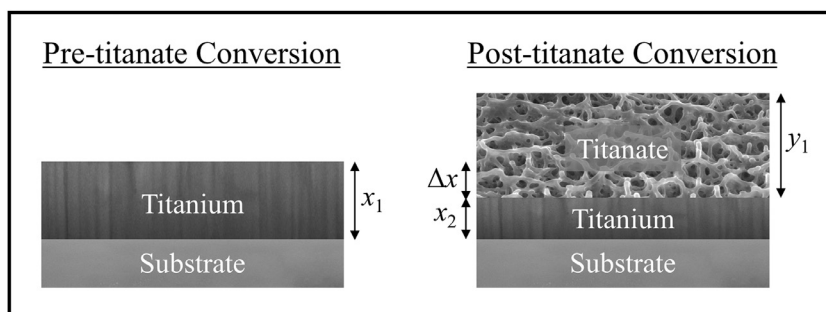 Pre-titanate Conversion
Titanium
x₁
Substrate
Post-titanate Conversion
Titanate
y₁
Δx
x₂
Titanium
Substrate